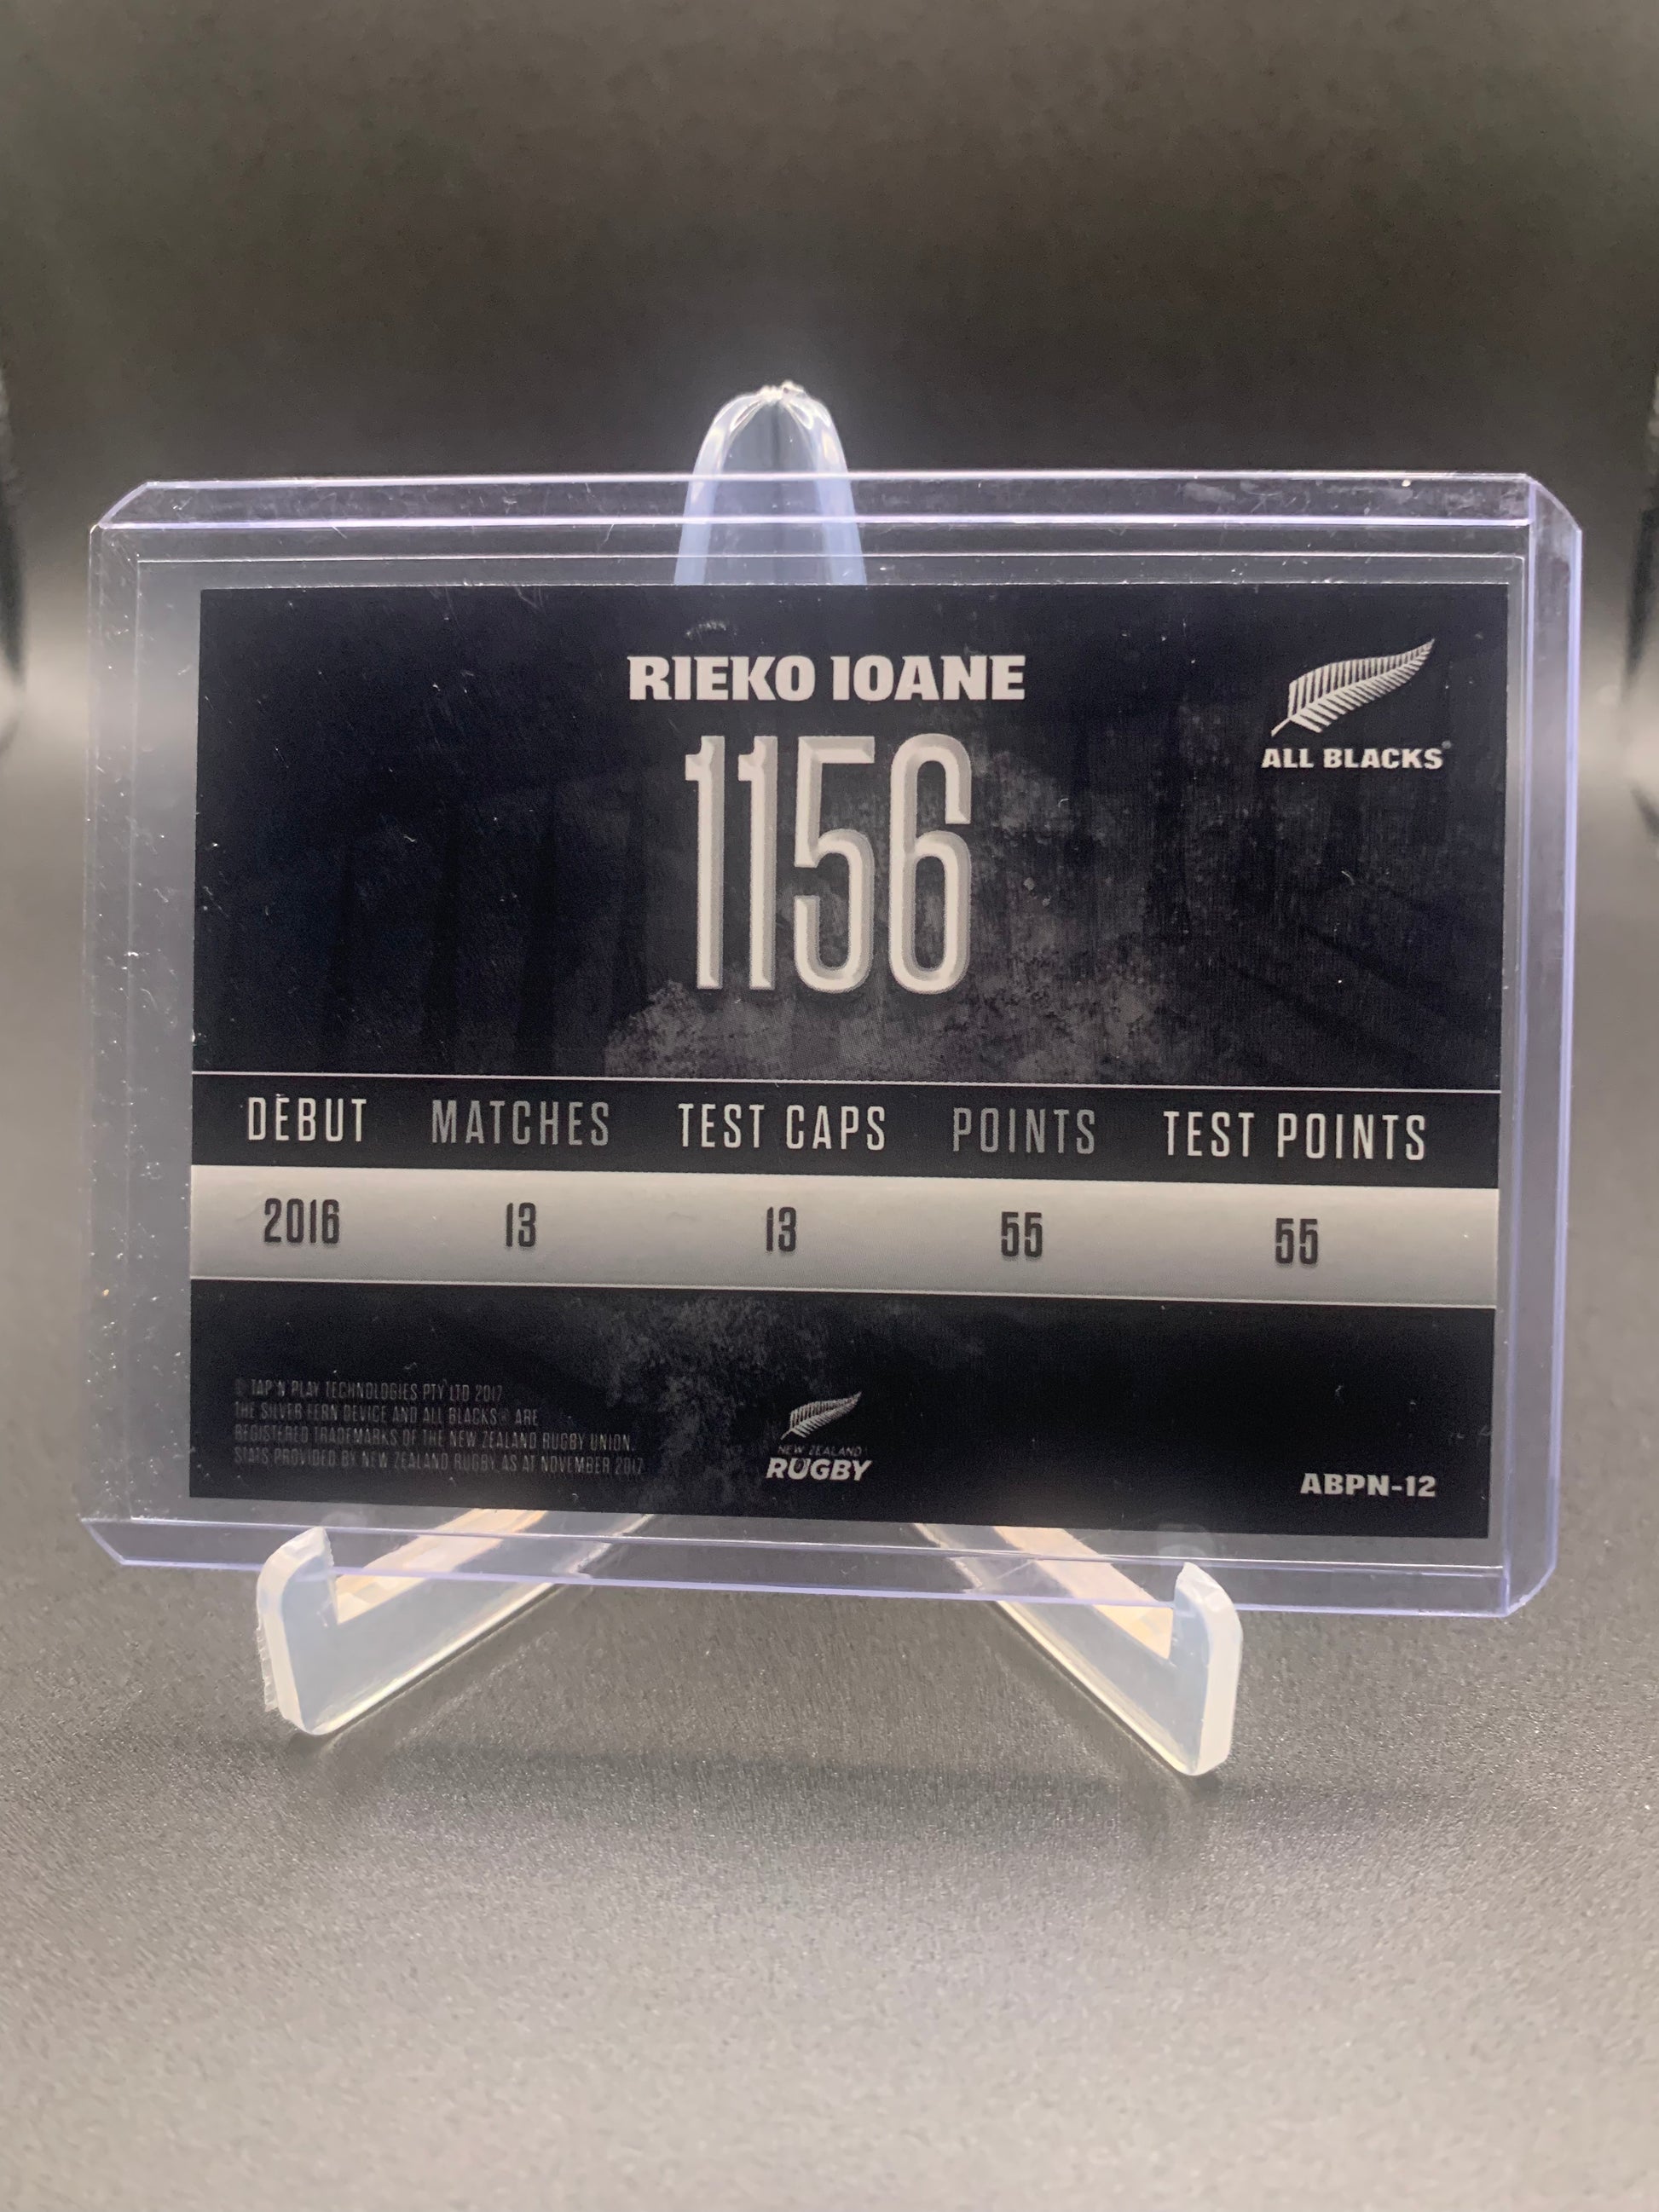 RIEKO IOANE
1156
ALL BLACKS®
DEBUT MATCHES TEST CAPS POINTS TEST POINTS
2016 13 13 55 55
© TAP'N'PLAY TECHNOLOGIES PTY LTD 2017
THE SILVER FERN DEVICE AND ALL BLACKS® ARE
REGISTERED TRADEMARKS OF THE NEW ZEALAND RUGBY UNION.
STATS PROVIDED BY NEW ZEALAND RUGBY, AS AT NOVEMBER 2017
NEW ZEALAND
RUGBY
ABPN-12